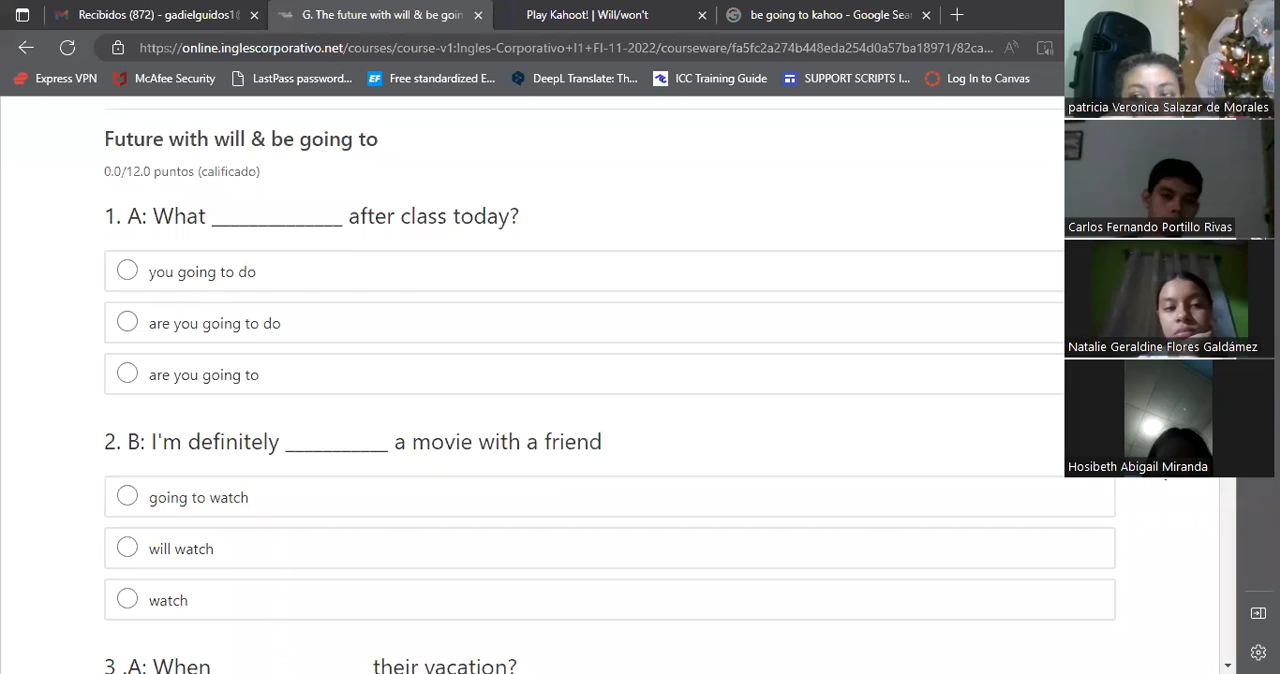 Recibidos (872) - gadielguidos1@
G. The future with will & be goin
Play Kahoot! | Will/won't
be going to kahoo - Google Sear
https://online.inglescorporativo.net/courses/course-v1:Ingles-Corporativo+I1+FI-11-2022/courseware/fa5fc2a274b448eda254d0a57ba18971/82ca...
Express VPN
McAfee Security
LastPass password...
EF Free standardized E...
DeepL Translate: Th...
ICC Training Guide
SUPPORT SCRIPTS I...
Log In to Canvas
patricia Veronica Salazar de Morales
Carlos Fernando Portillo Rivas
Natalie Geraldine Flores Galdámez
Hosibeth Abigail Miranda
Future with will & be going to
0.0/12.0 puntos (calificado)
1. A: What _____________ after class today?
you going to do
are you going to do
are you going to
2. B: I'm definitely ___________ a movie with a friend
going to watch
will watch
watch
3 .A: When _______________ their vacation?